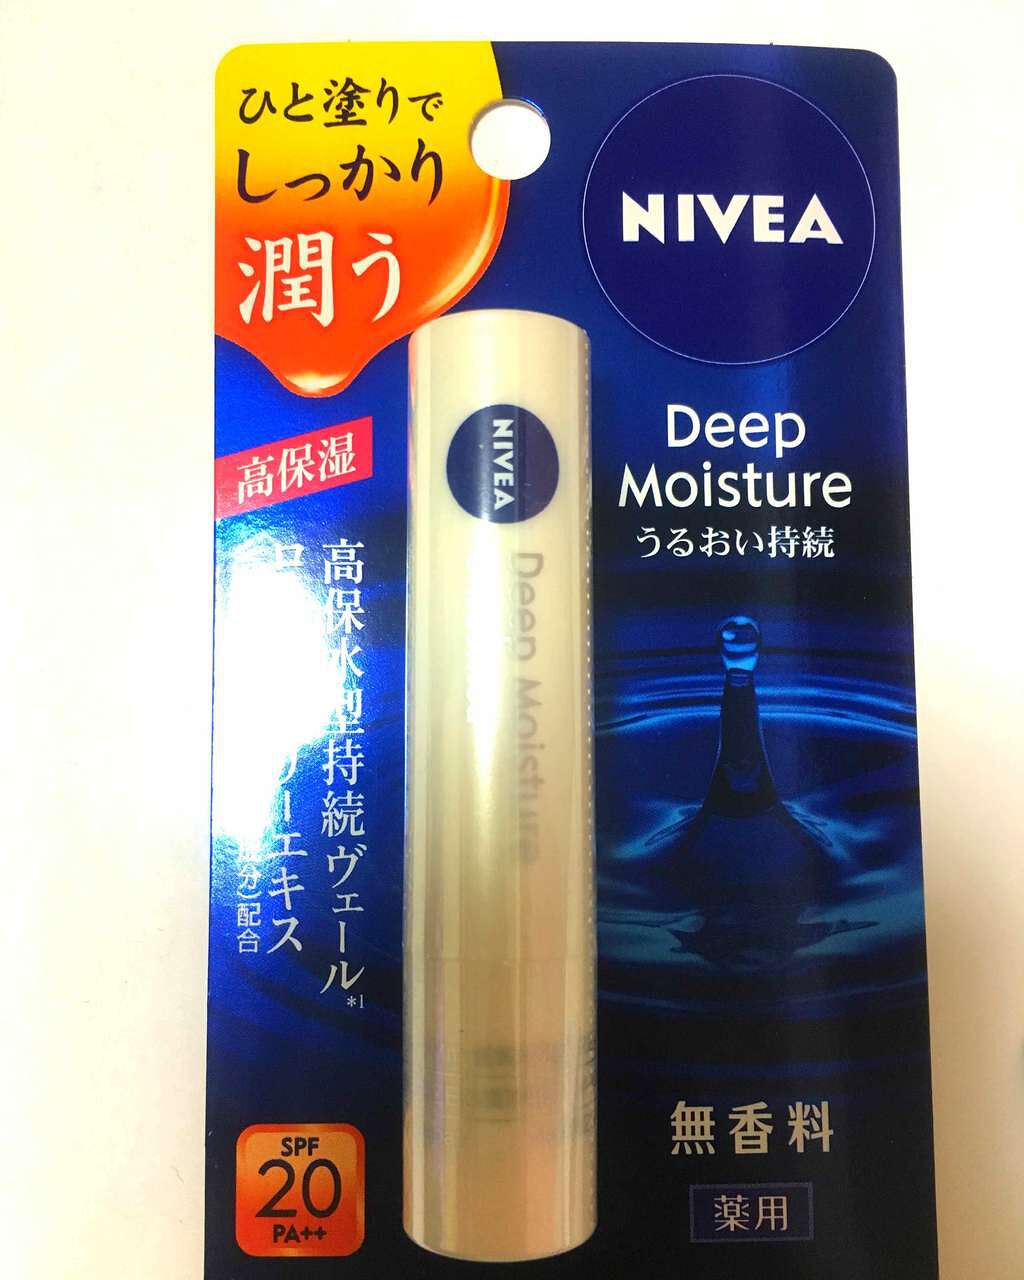 ひと塗りで
しっかり
潤う
NIVEA
Deep
Moisture
うるおい持続
高保湿
高保水型持続ヴェール*1
ーエキス
分)配合
NIVEA
Deep Moisture
SPF
20
PA++
無香料
薬用